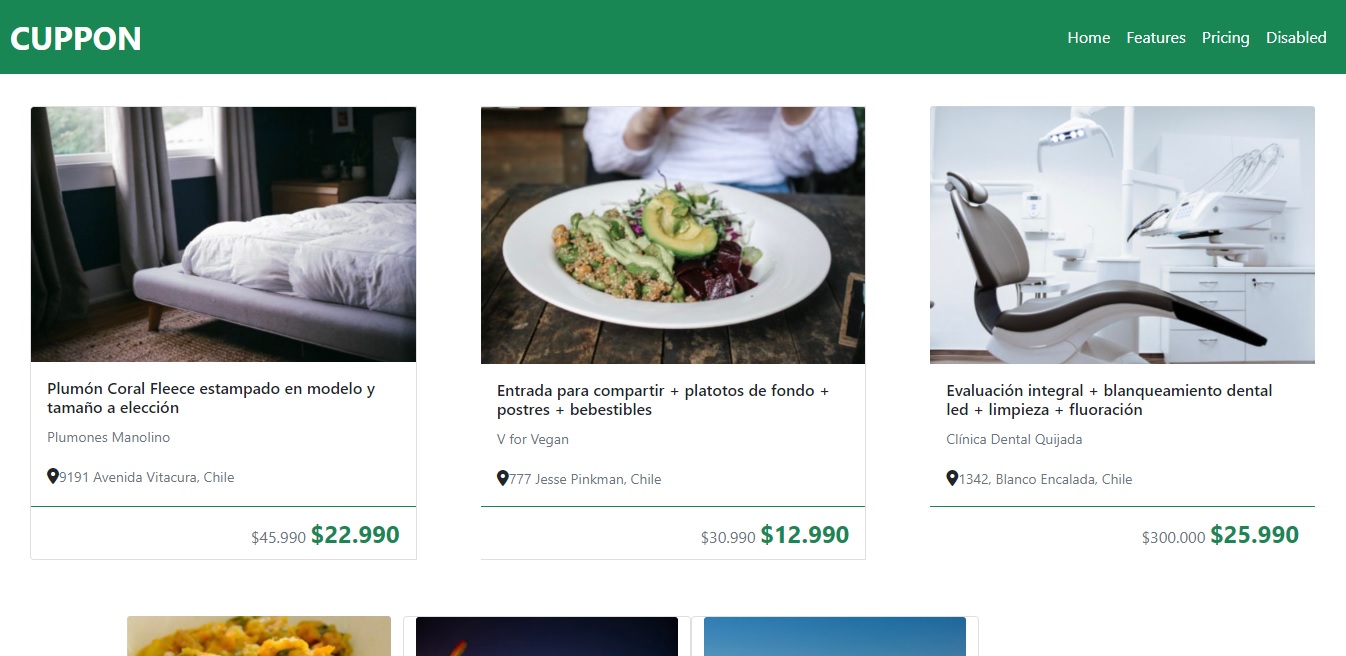 CUPPON
Home Features Pricing Disabled
Plumón Coral Fleece estampado en modelo y
tamaño a elección
Plumones Manolino
9191 Avenida Vitacura, Chile
$45.990 $22.990
Entrada para compartir + platotos de fondo +
postres + bebestibles
V for Vegan
777 Jesse Pinkman, Chile
$30.990 $12.990
Evaluación integral + blanqueamiento dental
led + limpieza + fluoración
Clínica Dental Quijada
1342, Blanco Encalada, Chile
$300.000 $25.990